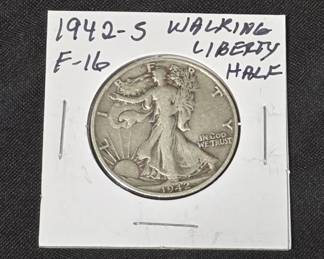 1942-S WALKING
F-16 LIBERTY
HALF
LIBERTY
IN GOD
WE TRUST
1942